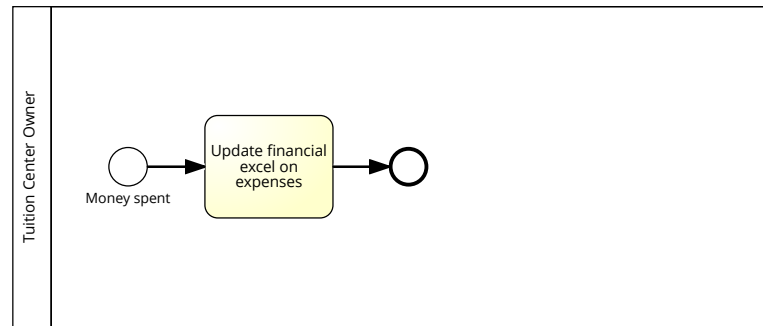 Tuition Center Owner
Update financial
excel on
expenses
Money spent